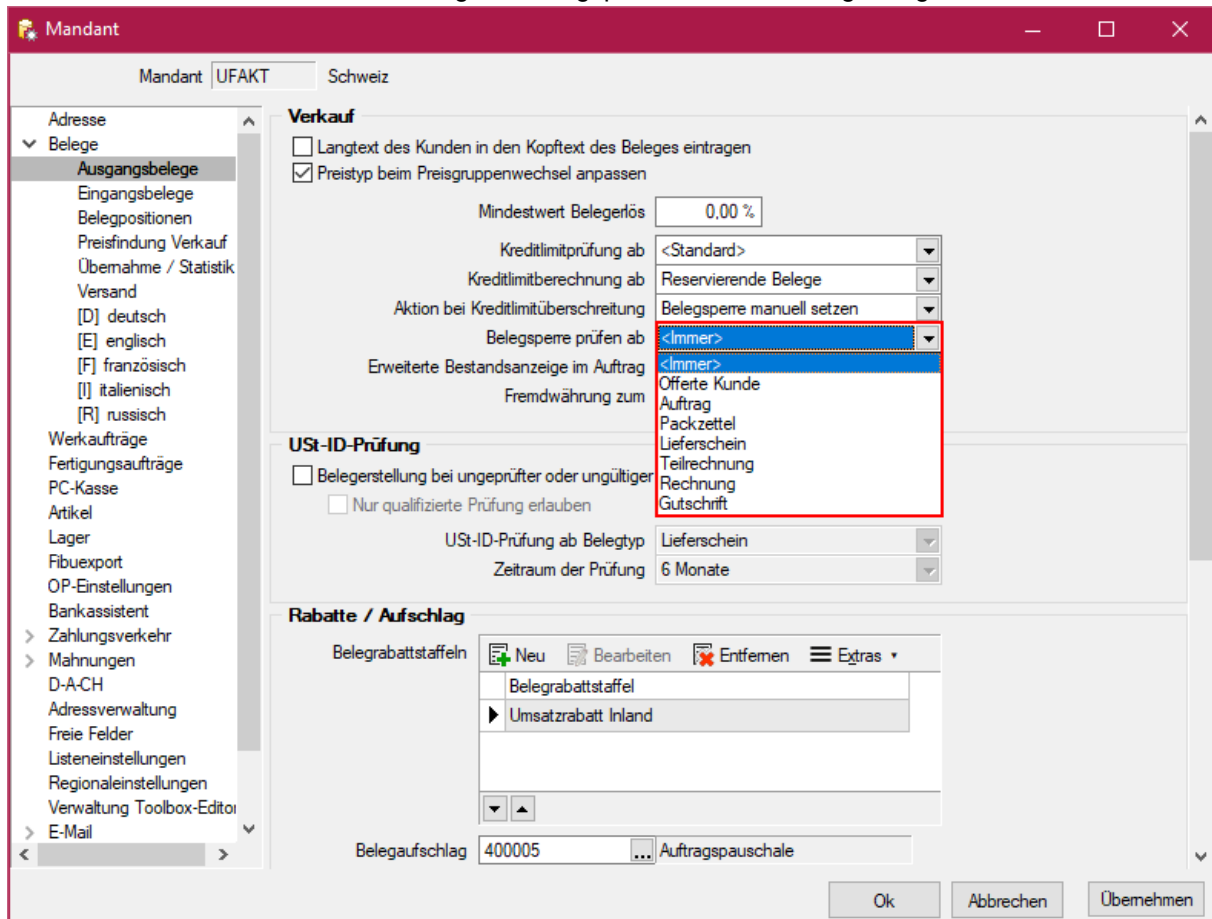 Mandant
Mandant UFAKT Schweiz
Adresse
Belege
Ausgangsbelege
Eingangsbelege
Belegpositionen
Preisfindung Verkauf
Übernahme / Statistik
Versand
[D] deutsch
[E] englisch
[F] französisch
[I] italienisch
[R] russisch
Werkaufträge
Fertigungsaufträge
PC-Kasse
Artikel
Lager
Fibuexport
OP-Einstellungen
Bankassistent
Zahlungsverkehr
Mahnungen
D-A-CH
Adressverwaltung
Freie Felder
Listeneinstellungen
Regionaleinstellungen
Verwaltung Toolbox-Editor
E-Mail
Verkauf
Langtext des Kunden in den Kopftext des Beleges eintragen
Preistyp beim Preisgruppenwechsel anpassen
Mindestwert Belegerlös 0,00 %
Kreditlimitprüfung ab <Standard>
Kreditlimitberechnung ab Reservierende Belege
Aktion bei Kreditlimitüberschreitung Belegsperre manuell setzen
Belegsperre prüfen ab <Immer>
Erweiterte Bestandsanzeige im Auftrag
Fremdwährung zum
<Immer>
Offerte Kunde
Auftrag
Packzettel
Lieferschein
Teilrechnung
Rechnung
Gutschrift
USt-ID-Prüfung
Belegerstellung bei ungeprüfter oder ungültiger
Nur qualifizierte Prüfung erlauben
USt-ID-Prüfung ab Belegtyp Lieferschein
Zeitraum der Prüfung 6 Monate
Rabatte / Aufschlag
Belegrabattstaffeln Neu Bearbeiten Entfernen Extras
Belegrabattstaffel
Umsatzrabatt Inland
Belegaufschlag 400005 ... Auftragspauschale
Ok Abbrechen Übernehmen